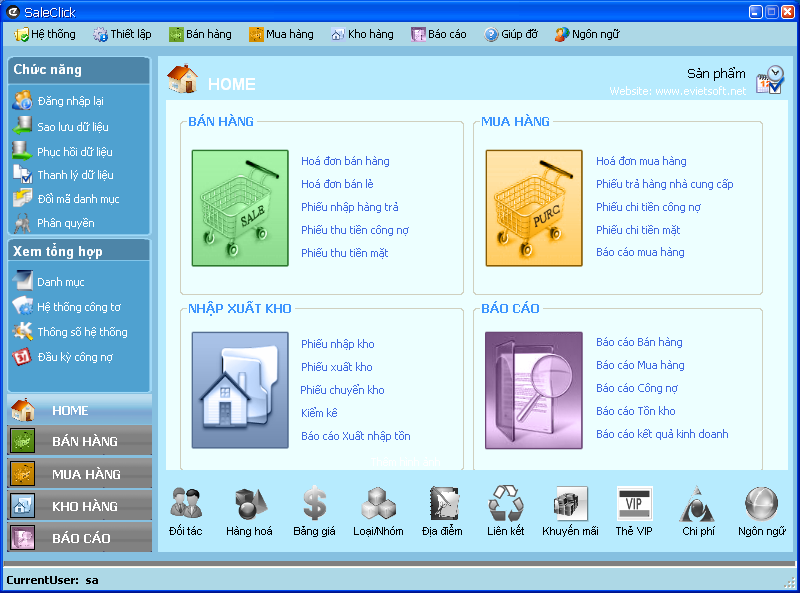 SaleClick
Hệ thống Thiết lập Bán hàng Mua hàng Kho hàng Báo cáo Giúp đỡ Ngôn ngữ
Chức năng
Đăng nhập lại
Sao lưu dữ liệu
Phục hồi dữ liệu
Thanh lý dữ liệu
Đổi mã danh mục
Phân quyền
Xem tổng hợp
Danh mục
Hệ thống công tơ
Thông số hệ thống
Đầu kỳ công nợ
HOME
BÁN HÀNG
MUA HÀNG
KHO HÀNG
BÁO CÁO
HOME
Sản phẩm
Website: www.evietsoft.net
BÁN HÀNG
SALE
Hoá đơn bán hàng
Hoá đơn bán lẻ
Phiếu nhập hàng trả
Phiếu thu tiền công nợ
Phiếu thu tiền mặt
MUA HÀNG
PURC
Hoá đơn mua hàng
Phiếu trả hàng nhà cung cấp
Phiếu chi tiền công nợ
Phiếu chi tiền mặt
Báo cáo mua hàng
NHẬP XUẤT KHO
Phiếu nhập kho
Phiếu xuất kho
Phiếu chuyển kho
Kiểm kê
Báo cáo Xuất nhập tồn
BÁO CÁO
Báo cáo Bán hàng
Báo cáo Mua hàng
Báo cáo Công nợ
Báo cáo Tồn kho
Báo cáo kết quả kinh doanh
VIP
Đối tác Hàng hoá Bảng giá Loại/Nhóm Địa điểm Liên kết Khuyến mãi Thẻ VIP Chi phí Ngôn ngữ
CurrentUser: sa